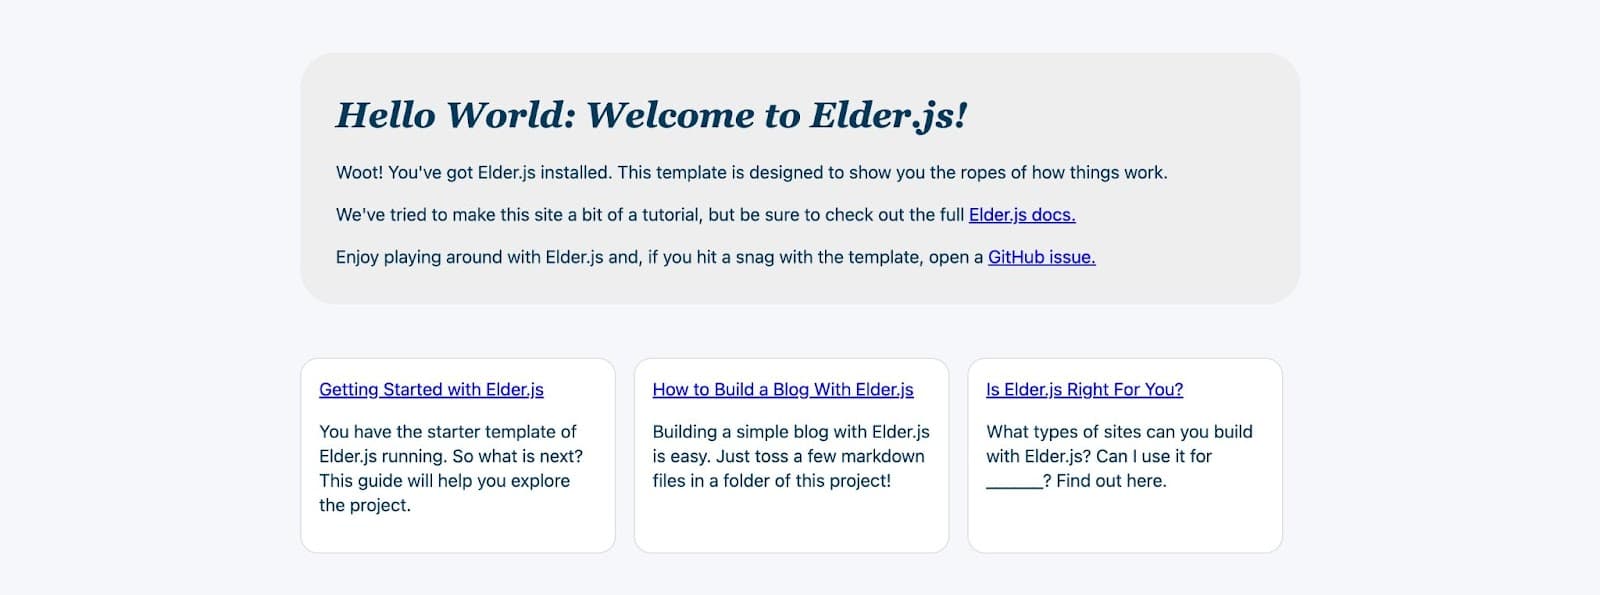 Hello World: Welcome to Elder.js!
Woot! You've got Elder.js installed. This template is designed to show you the ropes of how things work.
We've tried to make this site a bit of a tutorial, but be sure to check out the full Elder.js docs.
Enjoy playing around with Elder.js and, if you hit a snag with the template, open a GitHub issue.
Getting Started with Elder.js
You have the starter template of
Elder.js running. So what is next?
This guide will help you explore
the project.
How to Build a Blog With Elder.js
Building a simple blog with Elder.js
is easy. Just toss a few markdown
files in a folder of this project!
Is Elder.js Right For You?
What types of sites can you build
with Elder.js? Can I use it for
______? Find out here.